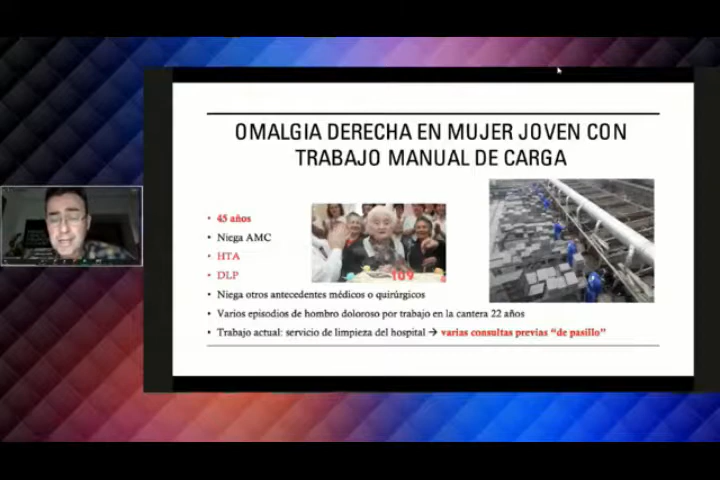 OMALGIA DERECHA EN MUJER JOVEN CON
TRABAJO MANUAL DE CARGA
• 45 años
• Niega AMC
• HTA
• DLP
• Niega otros antecedentes médicos o quirúrgicos
• Varios episodios de hombro doloroso por trabajo en la cantera 22 años
• Trabajo actual: servicio de limpieza del hospital → varias consultas previas “de pasillo”
109